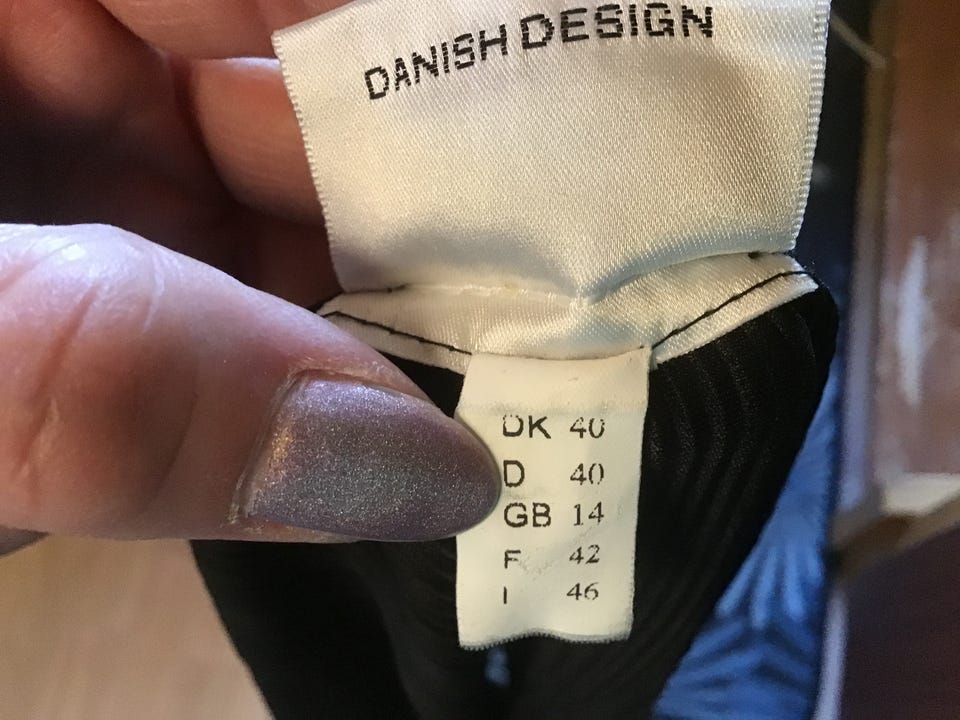 DANISH DESIGN
DK 40
D 40
GB 14
F 42
I 46